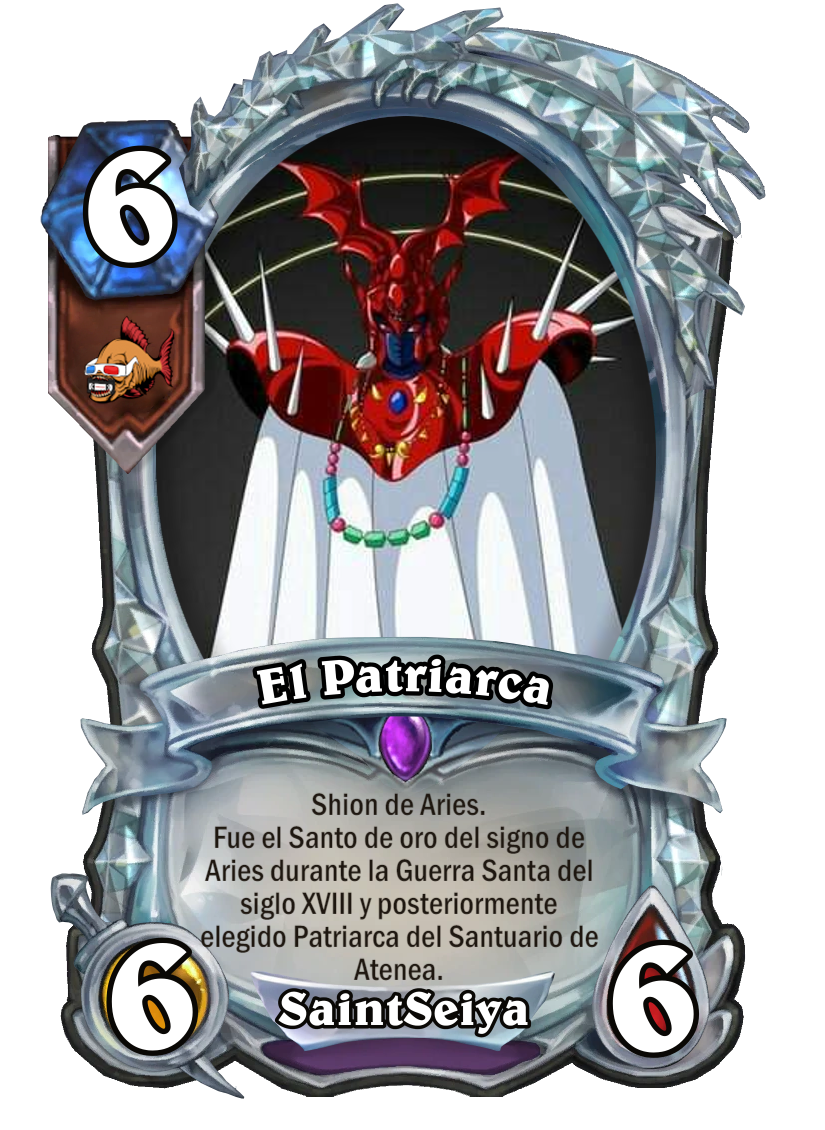 6
El Patriarca
Shion de Aries.
Fue el Santo de oro del signo de
Aries durante la Guerra Santa del
siglo XVIII y posteriormente
elegido Patriarca del Santuario de
Atenea.
6
SaintSeiya
6